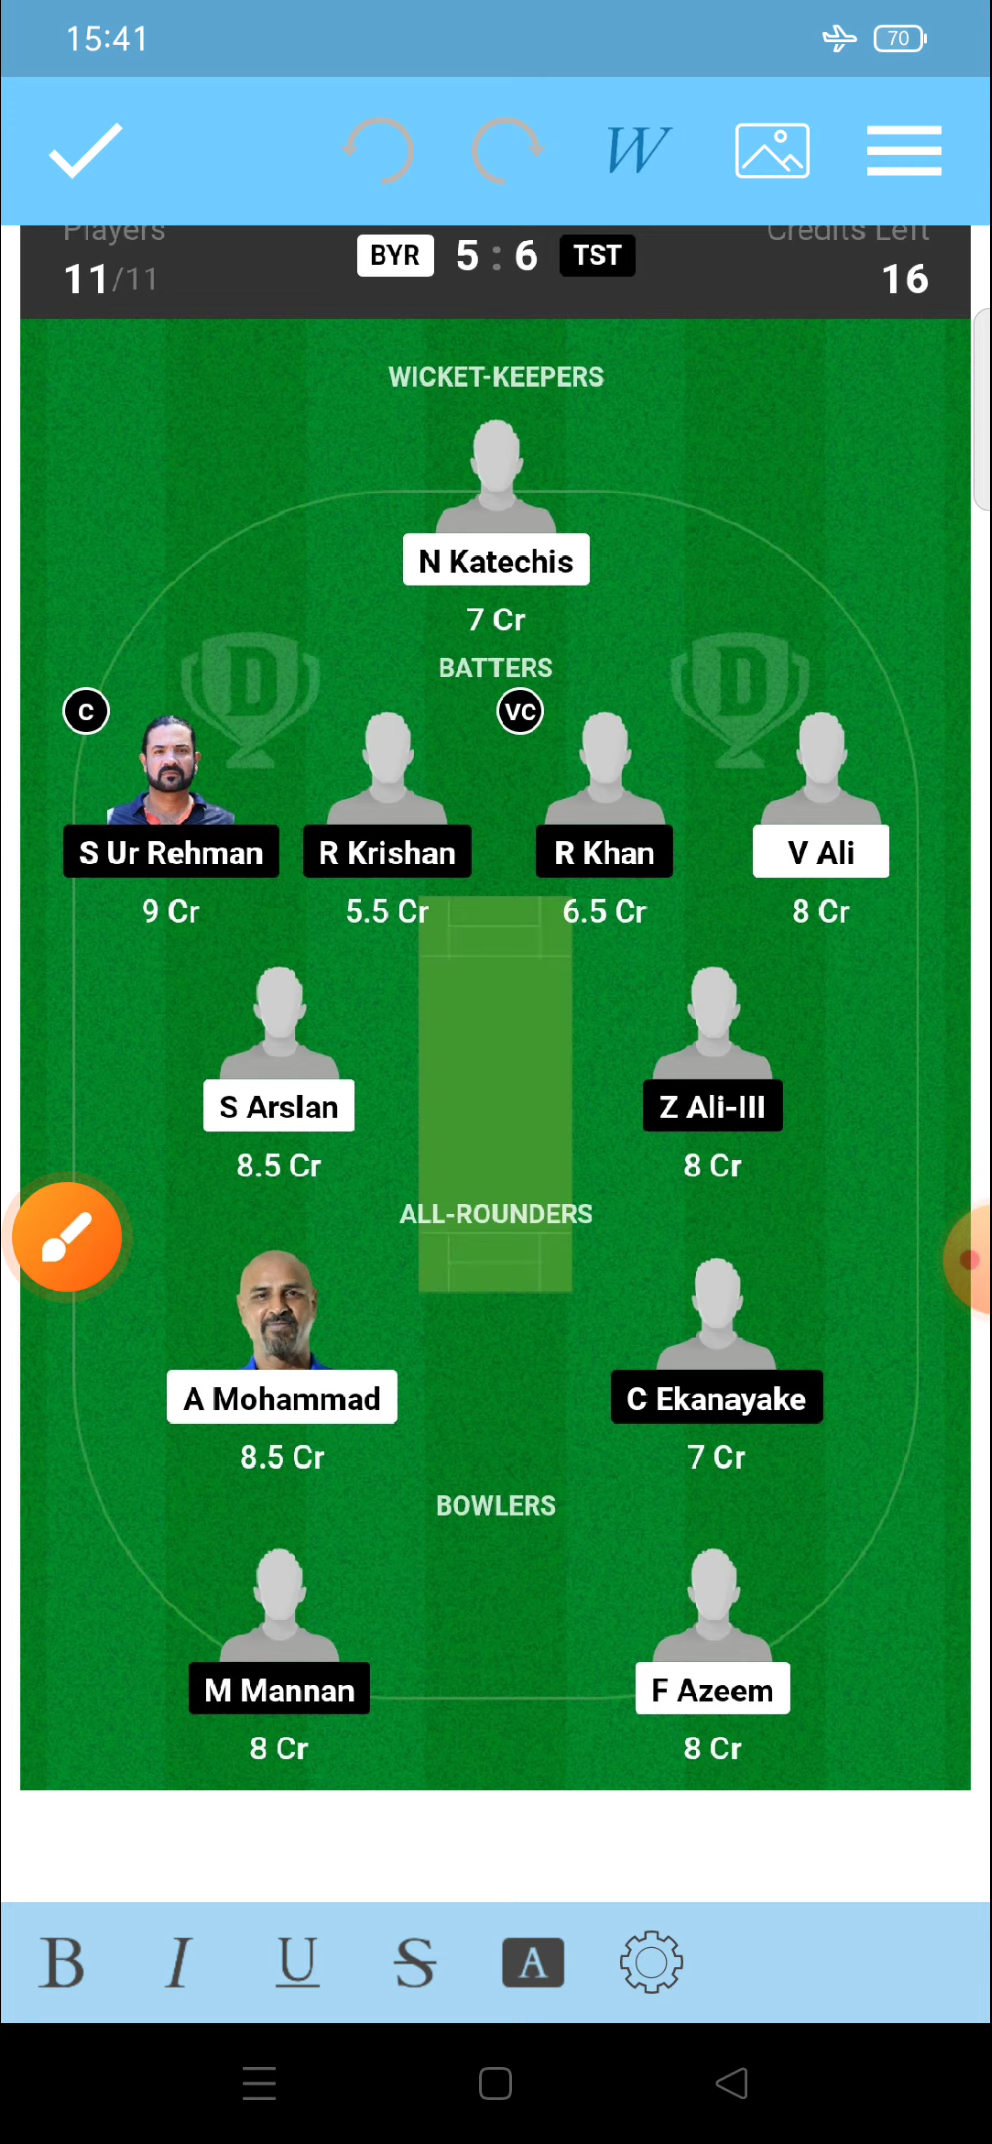 15:41
70
W
Players
Credits Left
BYR 5 : 6 TST
11/11
16
WICKET-KEEPERS
N Katechis
7 Cr
BATTERS
C
VC
D
D
S Ur Rehman
R Krishan
R Khan
V Ali
9 Cr
5.5 Cr
6.5 Cr
8 Cr
S Arslan
Z Ali-III
8.5 Cr
8 Cr
ALL-ROUNDERS
A Mohammad
C Ekanayake
8.5 Cr
7 Cr
BOWLERS
M Mannan
F Azeem
8 Cr
8 Cr
B I U S A